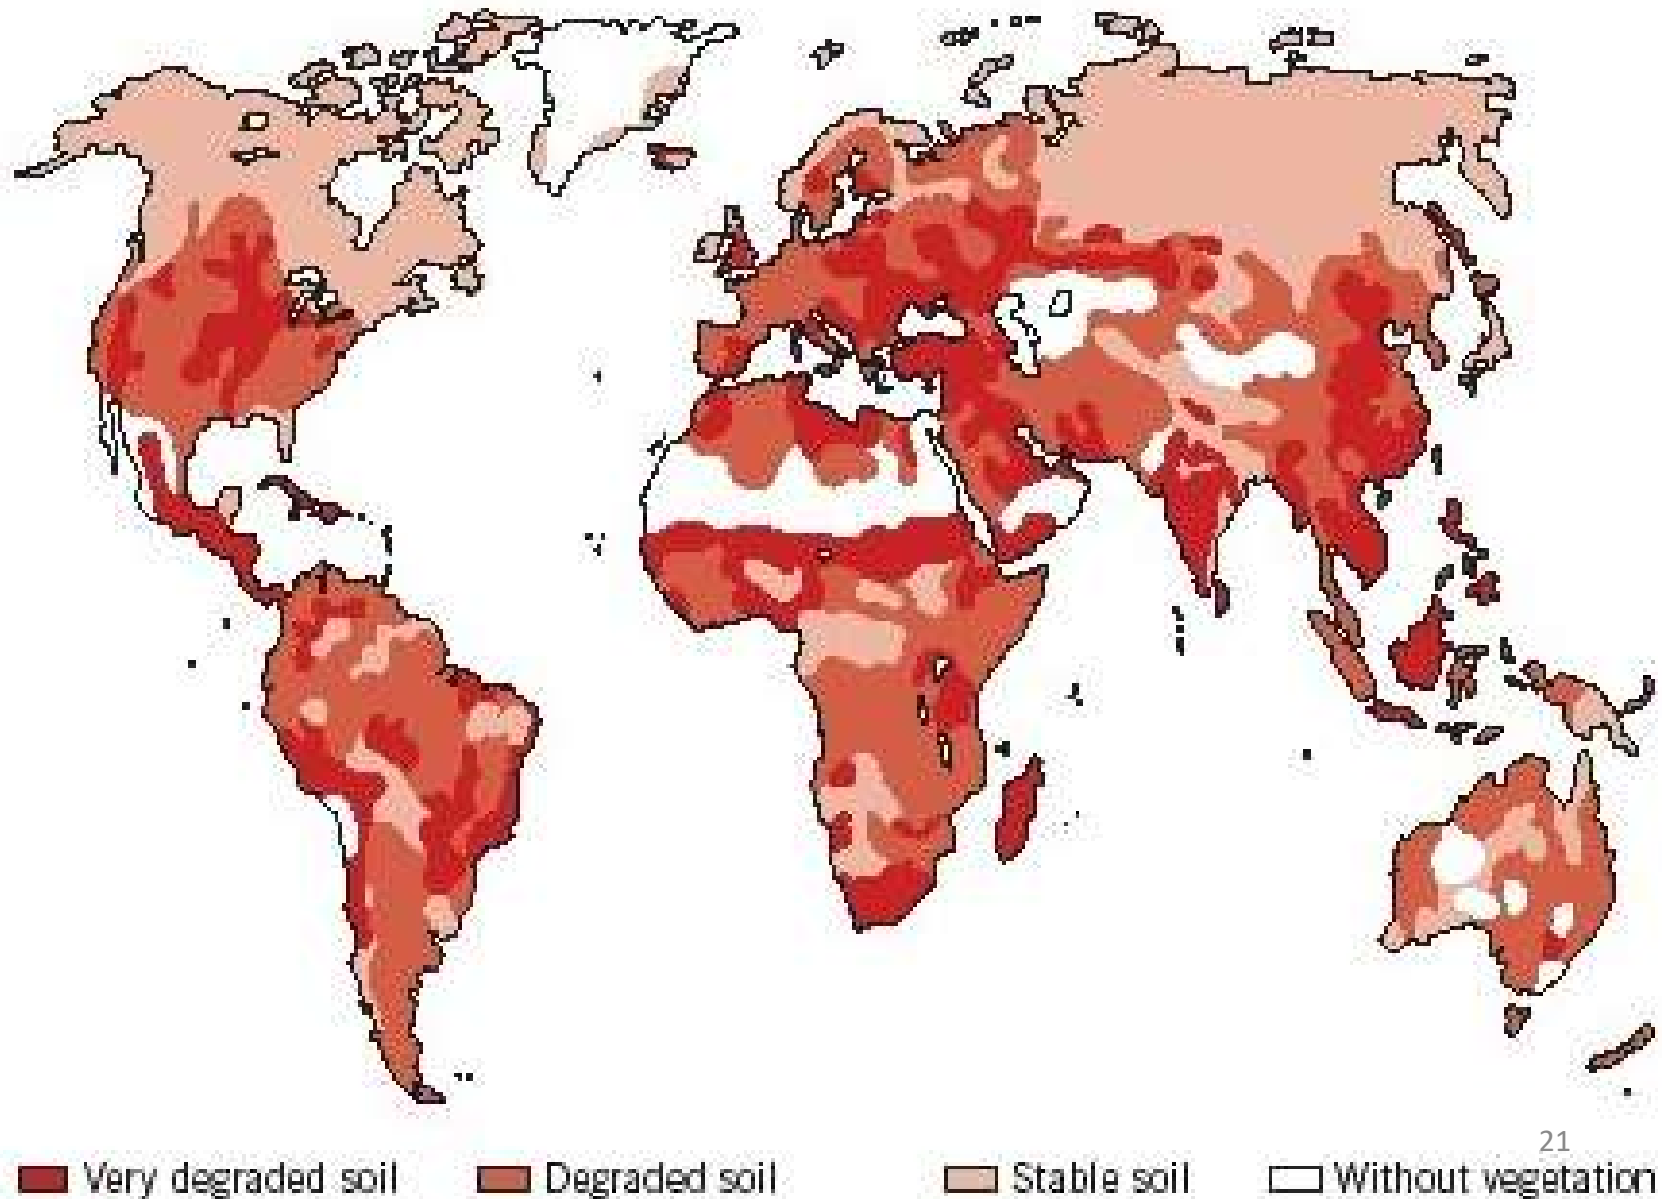 21
Very degraded soil
Degraded soil
Stable soil
Without vegetation